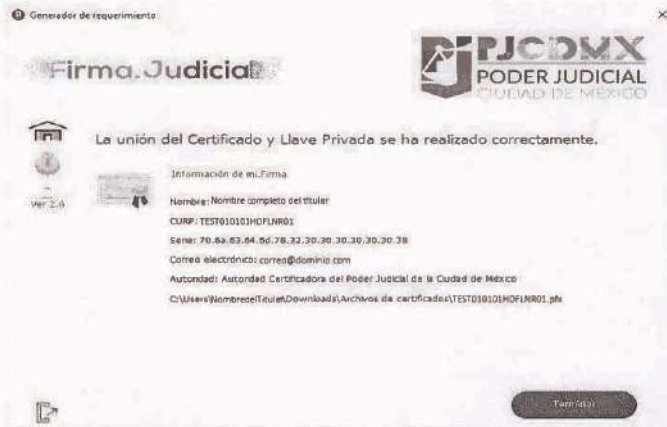 Generador de requerimiento
Firma.Judicial
PJCDMX
PODER JUDICIAL
CIUDAD DE MÉXICO
La unión del Certificado y Llave Privada se ha realizado correctamente.
Información de mi.Firma
Nombre: Nombre completo del titular
CURP: TEST010101HDFLNR01
Serie: 70.6a.63.64.6d.78.32.30.30.30.30.30.30.38
Correo electrónico: correo@dominio.com
Autoridad: Autoridad Certificadora del Poder Judicial de la Ciudad de México
C:\Users\NombredelTitular\Downloads\Archivos de certificados\TEST010101HDFLNR01.pfx
Ver 2.0
Terminar